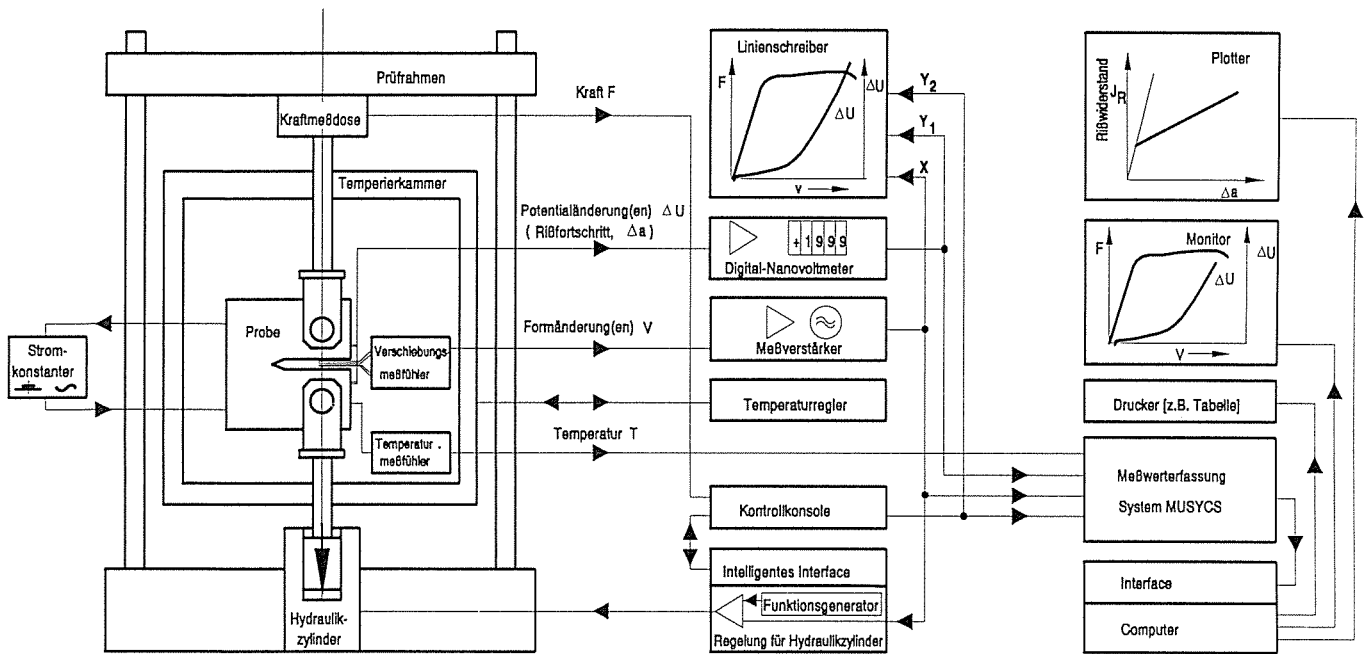 Prüfrahmen
Kraftmeßdose
Kraft F
Temperierkammer
Potentialänderung(en) ΔU
( Rißfortschritt, Δa )
Probe
Strom-
konstanter
Formänderung(en) V
Verschiebungs-
meßfühler
Temperatur T
Temperatur-
meßfühler
Hydraulik-
zylinder
Linienschreiber
F
ΔU
ΔU
V
Y2
Y1
X
+1999
Digital-Nanovoltmeter
Meßverstärker
Temperaturregler
Kontrollkonsole
Intelligentes Interface
Funktionsgenerator
Regelung für Hydraulikzylinder
Plotter
Rißwiderstand
JR
Δa
Monitor
F
ΔU
ΔU
V
Drucker [z.B. Tabelle]
Meßwerterfassung
System MUSYCS
Interface
Computer